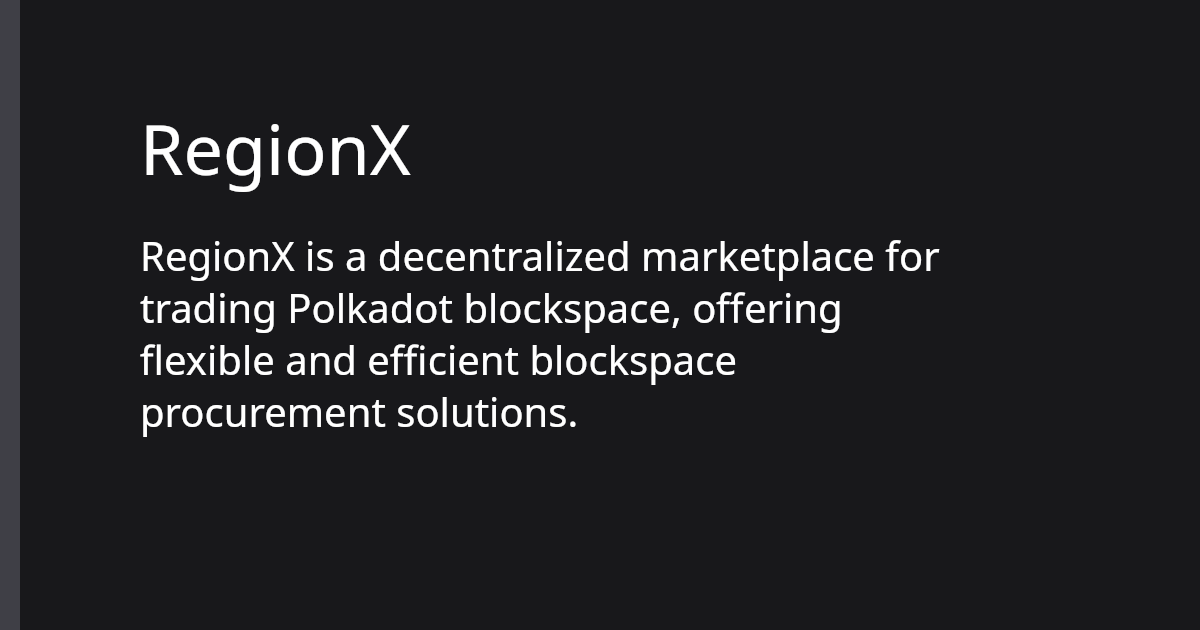 RegionX
RegionX is a decentralized marketplace for
trading Polkadot blockspace, offering
flexible and efficient blockspace
procurement solutions.